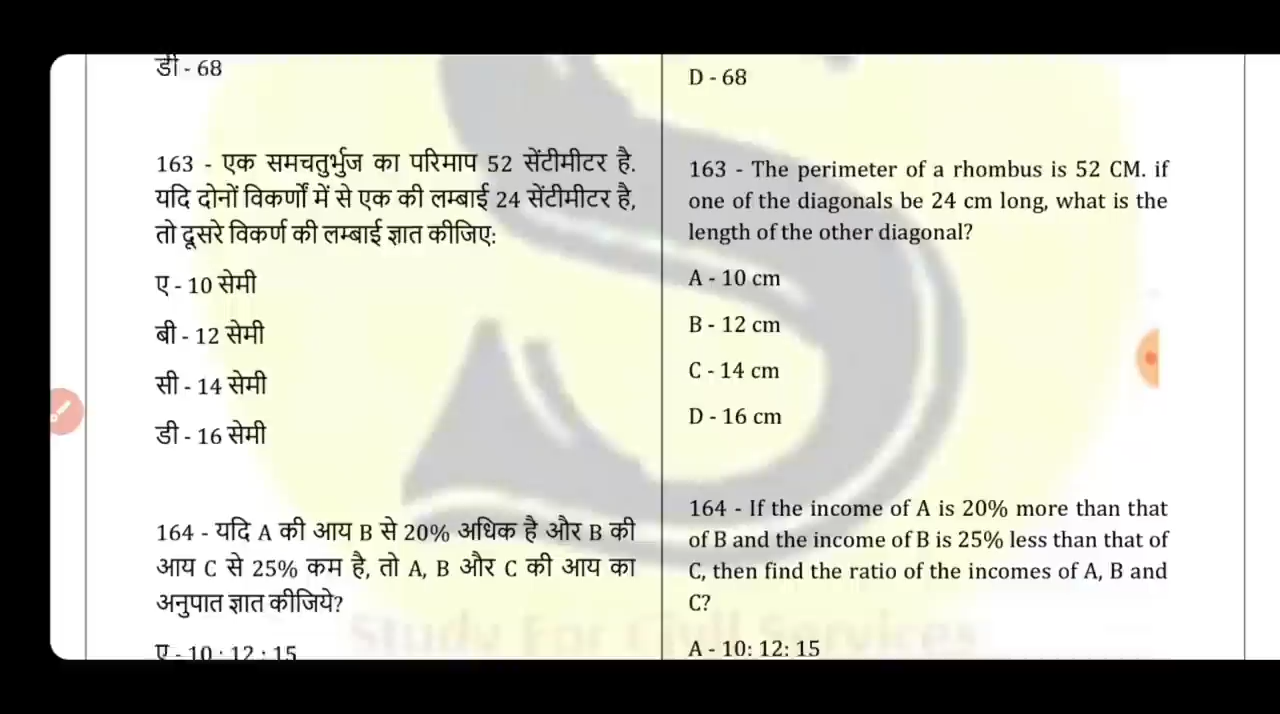 डी - 68
163 - एक समचतुर्भुज का परिमाप 52 सेंटीमीटर है.
यदि दोनों विकर्णों में से एक की लम्बाई 24 सेंटीमीटर है,
तो दूसरे विकर्ण की लम्बाई ज्ञात कीजिए:
ए - 10 सेमी
बी - 12 सेमी
सी - 14 सेमी
डी - 16 सेमी
164 - यदि A की आय B से 20% अधिक है और B की
आय C से 25% कम है, तो A, B और C की आय का
अनुपात ज्ञात कीजिये?
ए - 10 : 12 : 15
D - 68
163 - The perimeter of a rhombus is 52 CM. if
one of the diagonals be 24 cm long, what is the
length of the other diagonal?
A - 10 cm
B - 12 cm
C - 14 cm
D - 16 cm
164 - If the income of A is 20% more than that
of B and the income of B is 25% less than that of
C, then find the ratio of the incomes of A, B and
C?
A - 10: 12: 15
Study For Civil Services